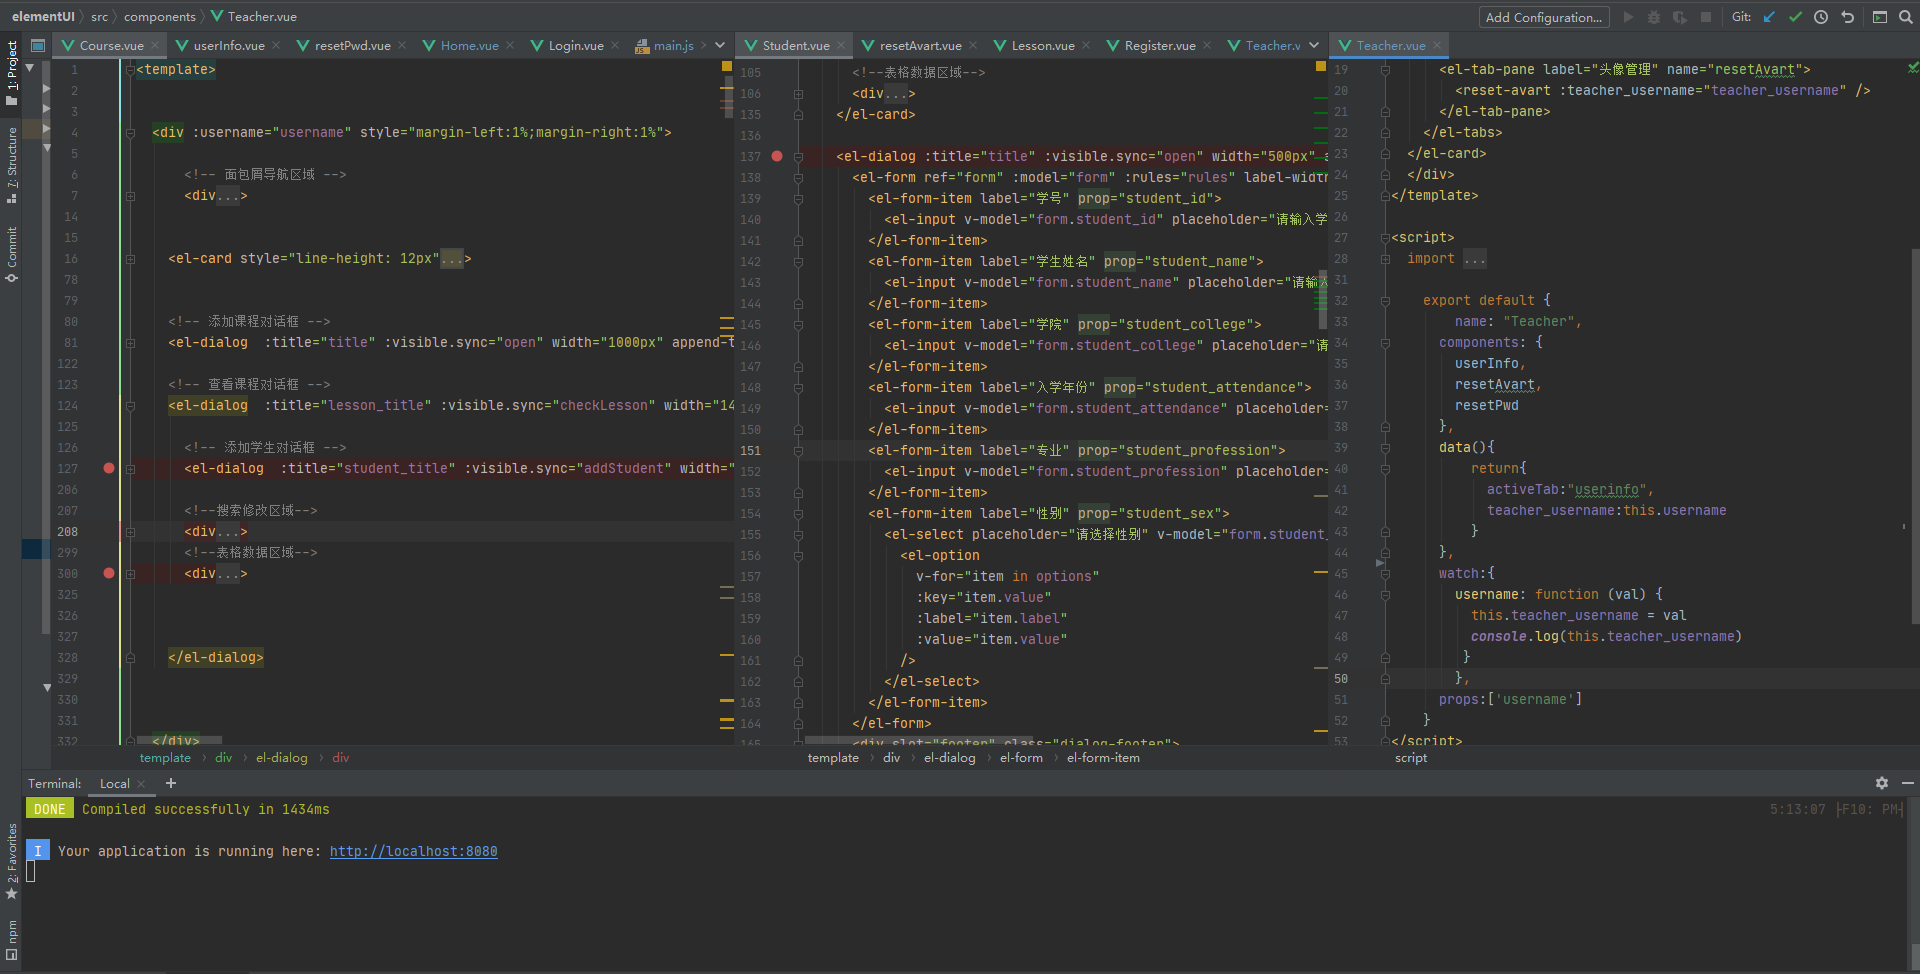 elementUI src components Teacher.vue Add Configuration... Git:
Course.vue userInfo.vue resetPwd.vue Home.vue Login.vue main.js Student.vue resetAvart.vue Lesson.vue Register.vue Teacher.v Teacher.vue
1: Project
7: Structure
Commit
2: Favorites
npm
1 <template>
2
3
4 <div :username="username" style="margin-left:1%;margin-right:1%">
5
6 <!-- 面包屑导航区域 -->
7 <div...>
14
15
16 <el-card style="line-height: 12px"...>
78
79
80 <!-- 添加课程对话框 -->
81 <el-dialog :title="title" :visible.sync="open" width="1000px" append-t
122
123 <!-- 查看课程对话框 -->
124 <el-dialog :title="lesson_title" :visible.sync="checkLesson" width="14
125
126 <!-- 添加学生对话框 -->
127 <el-dialog :title="student_title" :visible.sync="addStudent" width="
206
207 <!--搜索修改区域-->
208 <div...>
299 <!--表格数据区域-->
300 <div...>
325
326
327
328 </el-dialog>
329
330
331
332 </div>
template div el-dialog div
105 <!--表格数据区域-->
106 <div...>
135 </el-card>
136
137 <el-dialog :title="title" :visible.sync="open" width="500px" a
138 <el-form ref="form" :model="form" :rules="rules" label-widt
139 <el-form-item label="学号" prop="student_id">
140 <el-input v-model="form.student_id" placeholder="请输入学
141 </el-form-item>
142 <el-form-item label="学生姓名" prop="student_name">
143 <el-input v-model="form.student_name" placeholder="请输入
144 </el-form-item>
145 <el-form-item label="学院" prop="student_college">
146 <el-input v-model="form.student_college" placeholder="请
147 </el-form-item>
148 <el-form-item label="入学年份" prop="student_attendance">
149 <el-input v-model="form.student_attendance" placeholder=
150 </el-form-item>
151 <el-form-item label="专业" prop="student_profession">
152 <el-input v-model="form.student_profession" placeholder=
153 </el-form-item>
154 <el-form-item label="性别" prop="student_sex">
155 <el-select placeholder="请选择性别" v-model="form.student_
156 <el-option
157 v-for="item in options"
158 :key="item.value"
159 :label="item.label"
160 :value="item.value"
161 />
162 </el-select>
163 </el-form-item>
164 </el-form>
165 <div slot="footer" class="dialog-footer">
template div el-dialog el-form el-form-item
19 <el-tab-pane label="头像管理" name="resetAvart">
20 <reset-avart :teacher_username="teacher_username" />
21 </el-tab-pane>
22 </el-tabs>
23 </el-card>
24 </div>
25 </template>
26
27 <script>
28 import ...
31
32 export default {
33 name: "Teacher",
34 components: {
35 userInfo,
36 resetAvart,
37 resetPwd
38 },
39 data(){
40 return{
41 activeTab:"userinfo",
42 teacher_username:this.username
43 }
44 },
45 watch:{
46 username: function (val) {
47 this.teacher_username = val
48 console.log(this.teacher_username)
49 }
50 },
51 props:['username']
52 }
53 </script>
script
Terminal: Local
DONE Compiled successfully in 1434ms 5:13:07 ├F10: PM┤
I Your application is running here: http://localhost:8080